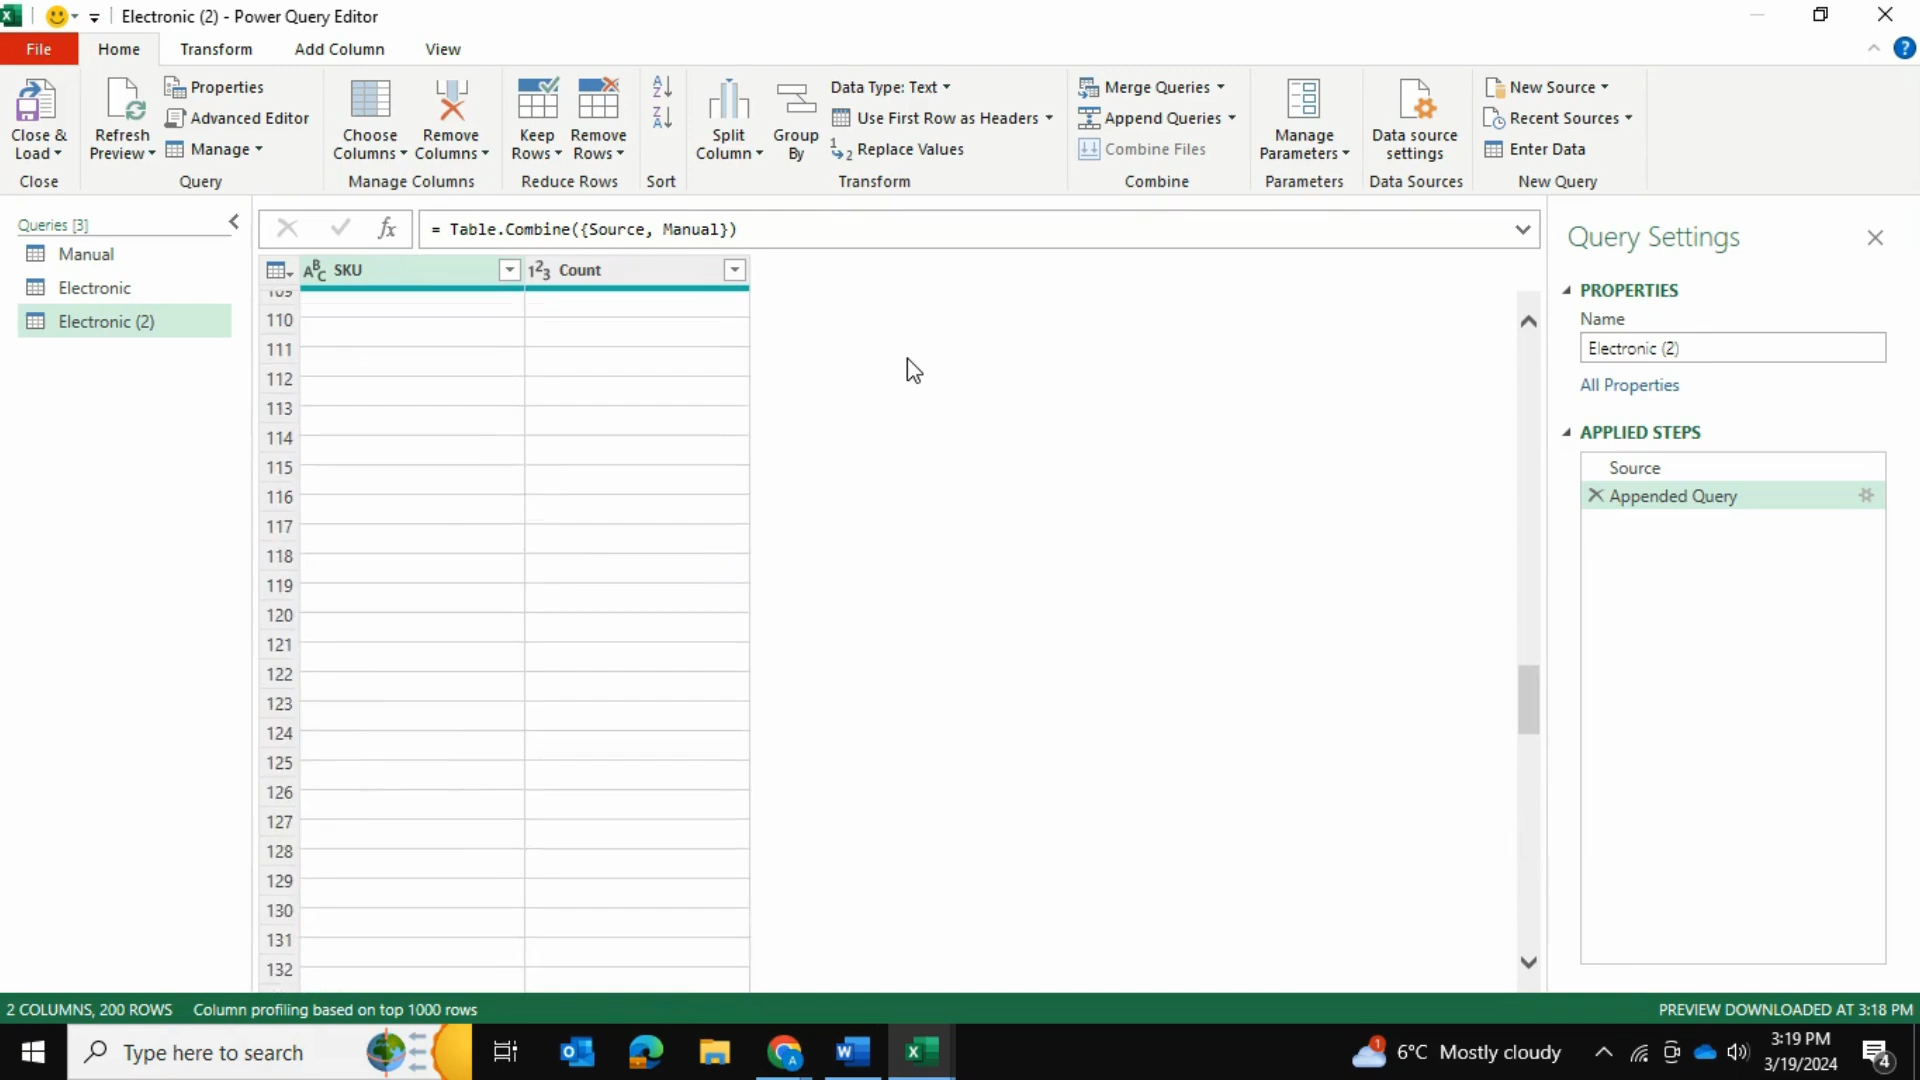 Electronic (2) - Power Query Editor
File
Home
Transform
Add Column
View
?
Close & Load
Refresh Preview
Properties
Advanced Editor
Manage
Choose Columns
Remove Columns
Keep Rows
Remove Rows
Split Column
Group By
Data Type: Text
Use First Row as Headers
Replace Values
Merge Queries
Append Queries
Combine Files
Manage Parameters
Data source settings
New Source
Recent Sources
Enter Data
Close
Query
Manage Columns
Reduce Rows
Sort
Transform
Combine
Parameters
Data Sources
New Query
Queries [3]
Manual
Electronic
Electronic (2)
fx
= Table.Combine({Source, Manual})
ABC SKU
123 Count
109
110
111
112
113
114
115
116
117
118
119
120
121
122
123
124
125
126
127
128
129
130
131
132
Query Settings
PROPERTIES
Name
Electronic (2)
All Properties
APPLIED STEPS
Source
Appended Query
2 COLUMNS, 200 ROWS
Column profiling based on top 1000 rows
PREVIEW DOWNLOADED AT 3:18 PM
Type here to search
1
6°C Mostly cloudy
3:19 PM
3/19/2024
4